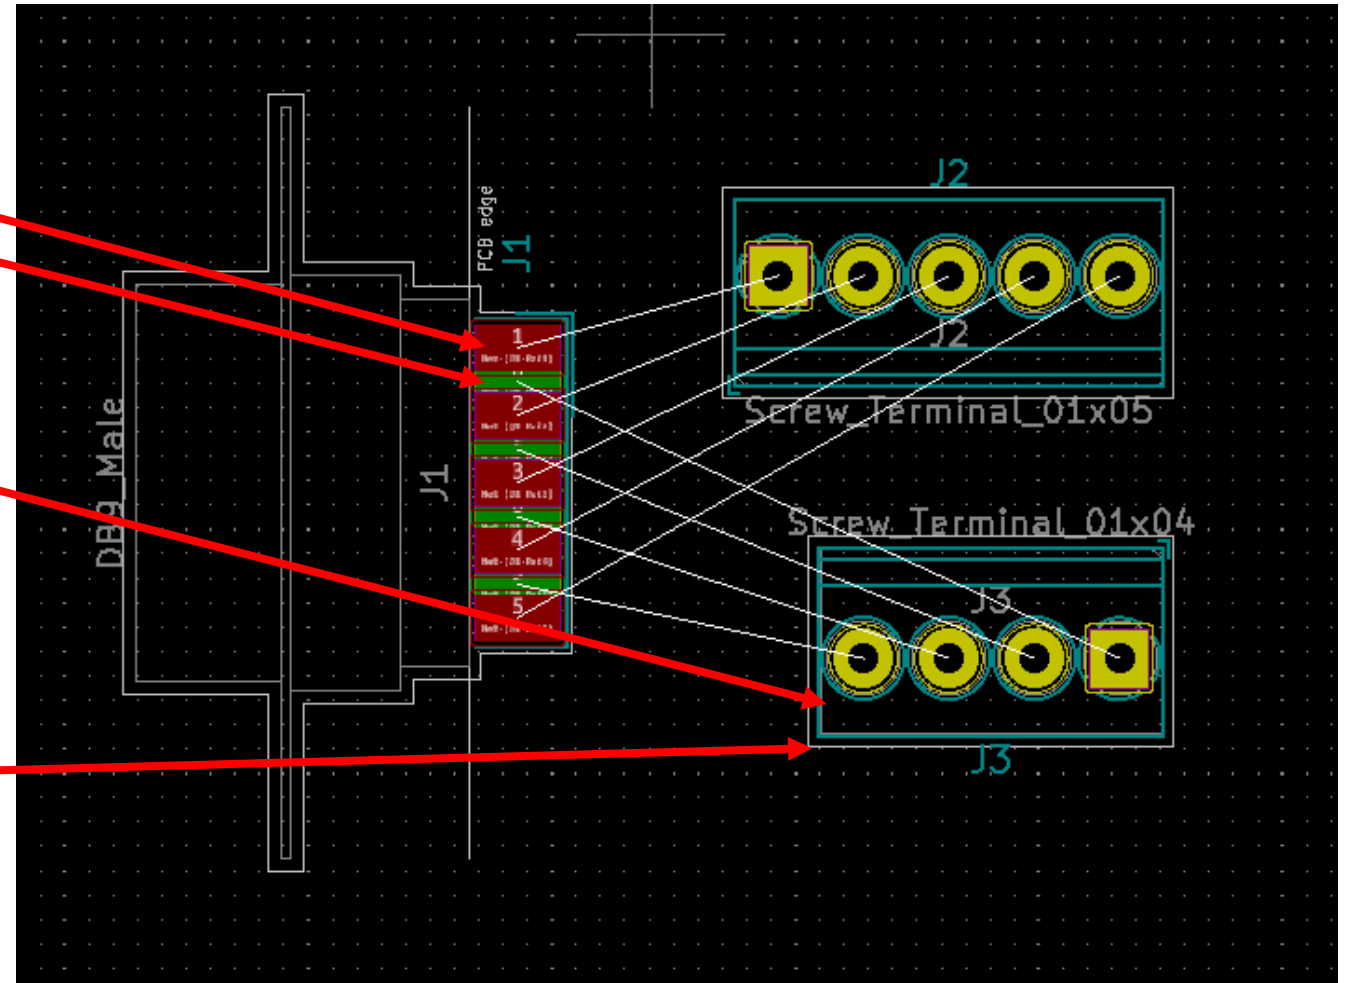 J2
PCB edge
J1
1
J2
2
Screw_Terminal_01x05
DB9_Male
J1
3
Screw_Terminal_01x04
4
J3
5
J3